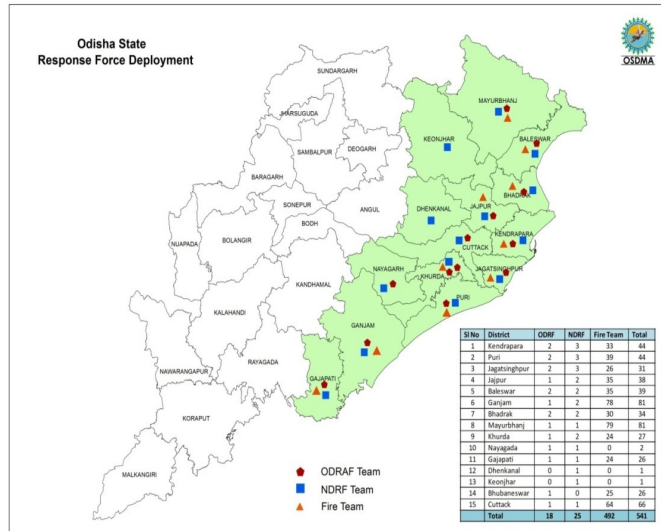 Odisha State
Response Force Deployment
OSDMA
SUNDARGARH
MAYURBHANJ
JHARSUGUDA
KEONJHAR
BALESWAR
SAMBALPUR
DEOGARH
BARAGARH
BHADRAK
SONEPUR
ANGUL
DHENKANAL
JAJPUR
BODH
KENDRAPARA
NUAPADA
BOLANGIR
CUTTACK
NAYAGARH
KHURDA
JAGATSINGHPUR
KANDHAMAL
PURI
KALAHANDI
GANJAM
NAWARANGAPUR
RAYAGADA
GAJAPATI
KORAPUT
MALKANGIRI
ODRAF Team
NDRF Team
Fire Team
Sl No District ODRF NDRF Fire Team Total
1 Kendrapara 2 3 33 44
2 Puri 2 3 39 44
3 Jagatsinghpur 2 3 26 31
4 Jajpur 1 2 35 38
5 Baleswar 2 2 35 39
6 Ganjam 1 2 78 81
7 Bhadrak 2 2 30 34
8 Mayurbhanj 1 1 79 81
9 Khurda 1 2 24 27
10 Nayagada 1 1 0 2
11 Gajapati 1 1 24 26
12 Dhenkanal 0 1 0 1
13 Keonjhar 0 1 0 1
14 Bhubaneswar 1 0 25 26
15 Cuttack 1 1 64 66
Total 18 25 492 541